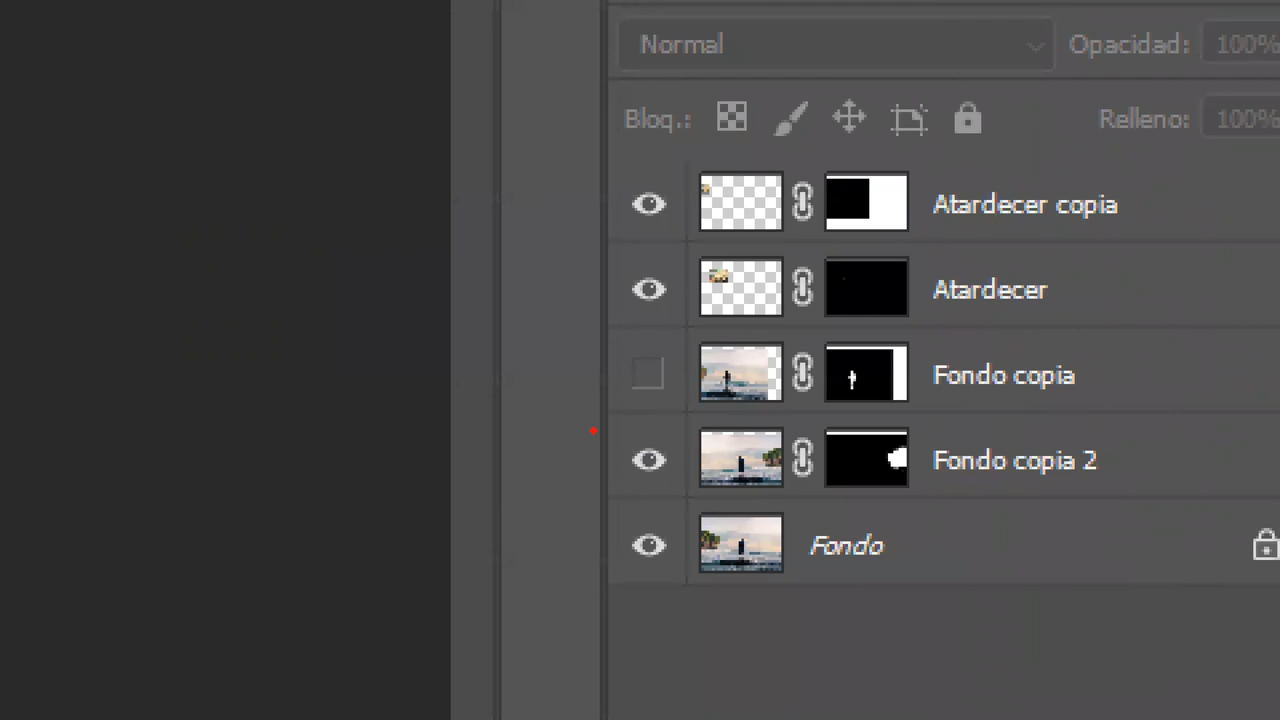 Normal Opacidad: 100%
Bloq.: Relleno: 100%
Atardecer copia
Atardecer
Fondo copia
Fondo copia 2
Fondo